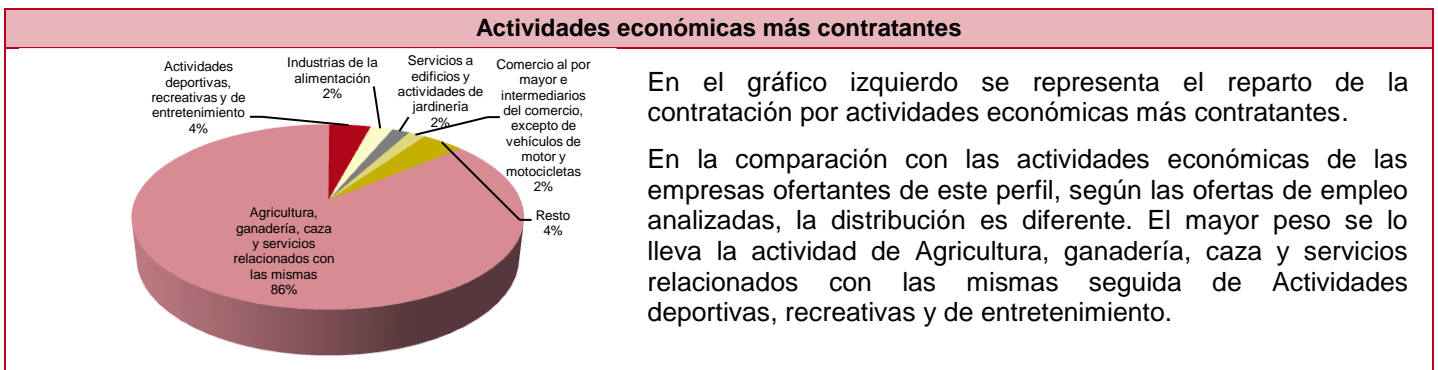 Actividades económicas más contratantes
Actividades
deportivas,
recreativas y de
entretenimiento
4%
Industrias de la
alimentación
2%
Servicios a
edificios y
actividades de
jardinería
2%
Comercio al por
mayor e
intermediarios
del comercio,
excepto de
vehículos de
motor y
motocicletas
2%
Resto
4%
Agricultura,
ganadería, caza
y servicios
relacionados con
las mismas
86%
En el gráfico izquierdo se representa el reparto de la
contratación por actividades económicas más contratantes.
En la comparación con las actividades económicas de las
empresas ofertantes de este perfil, según las ofertas de empleo
analizadas, la distribución es diferente. El mayor peso se lo
lleva la actividad de Agricultura, ganadería, caza y servicios
relacionados con las mismas seguida de Actividades
deportivas, recreativas y de entretenimiento.